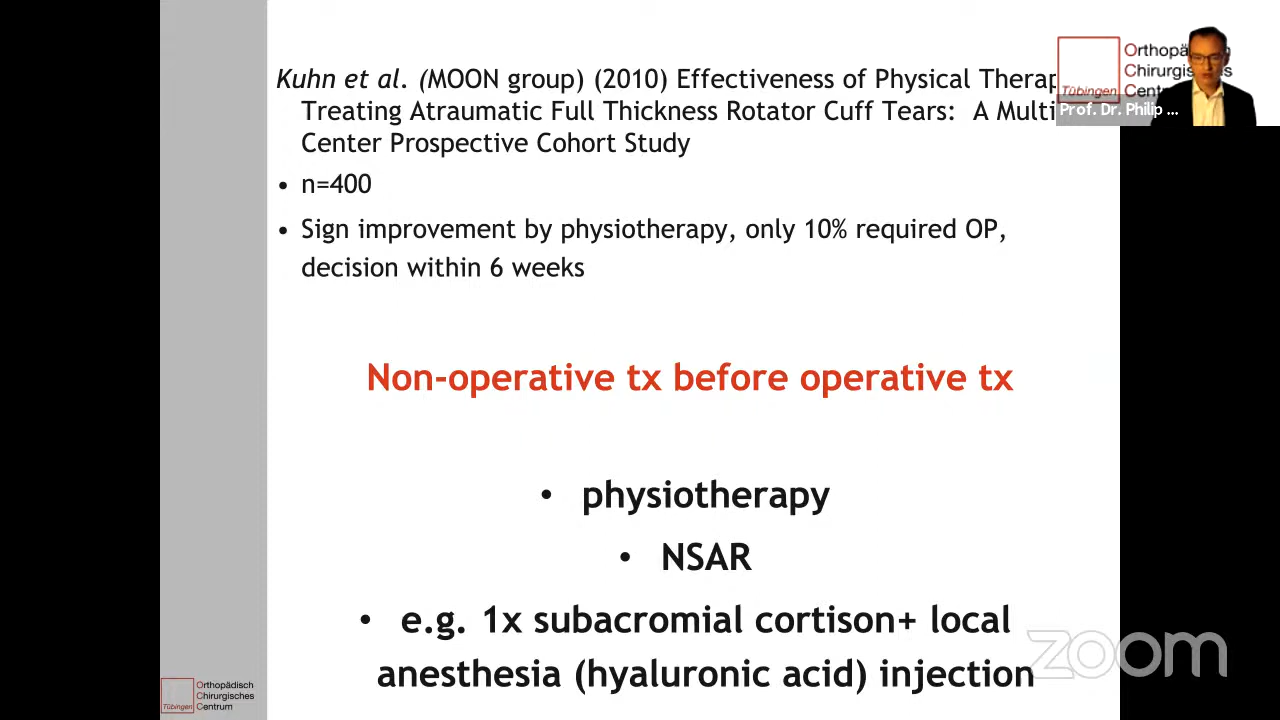 Kuhn et al. (MOON group) (2010) Effectiveness of Physical Therap
Treating Atraumatic Full Thickness Rotator Cuff Tears: A Multi
Center Prospective Cohort Study
• n=400
• Sign improvement by physiotherapy, only 10% required OP,
decision within 6 weeks
Non-operative tx before operative tx
• physiotherapy
• NSAR
• e.g. 1x subacromial cortison+ local
anesthesia (hyaluronic acid) injection
Orthopäd
Chirurgis
Tübingen Cent
Prof. Dr. Philip ...
Orthopädisch
Chirurgisches
Tübingen Centrum
zoom